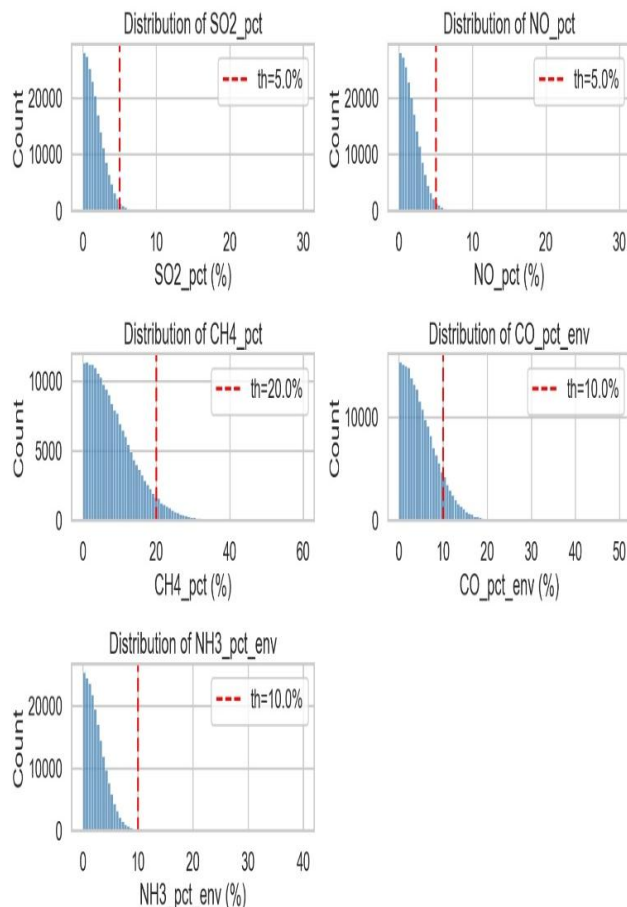 Distribution of SO2_pct
Count
20000
10000
0
th=5.0%
0 10 20 30
SO2_pct (%)
Distribution of NO_pct
Count
20000
10000
0
th=5.0%
0 10 20 30
NO_pct (%)
Distribution of CH4_pct
Count
10000
5000
0
th=20.0%
0 20 40 60
CH4_pct (%)
Distribution of CO_pct_env
Count
10000
0
th=10.0%
0 10 20 30 40 50
CO_pct_env (%)
Distribution of NH3_pct_env
Count
20000
10000
0
th=10.0%
0 10 20 30 40
NH3_pct_env (%)